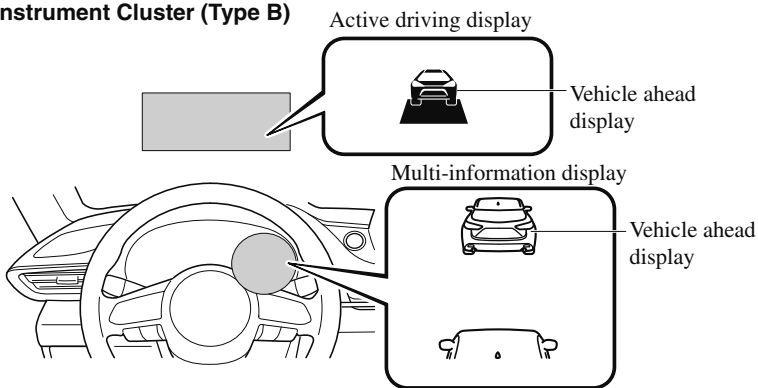 nstrument Cluster (Type B)
Active driving display
Vehicle ahead
display
Multi-information display
Vehicle ahead
display